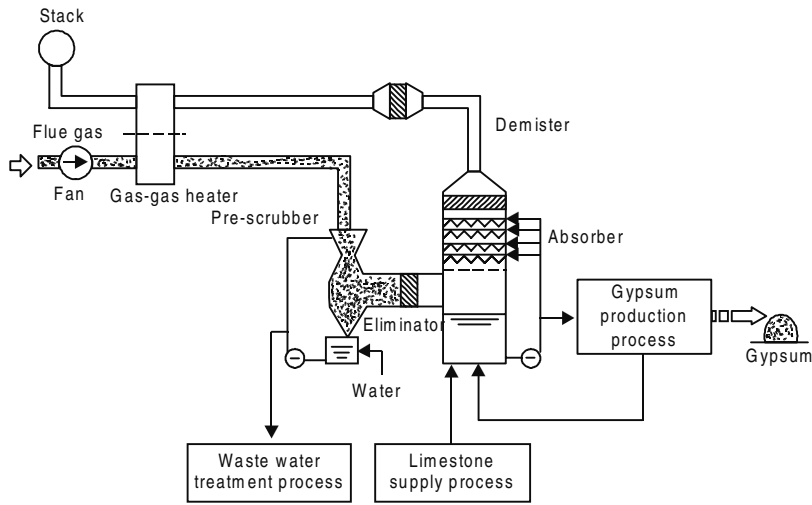 Stack
Demister
Flue gas
Fan
Gas-gas heater
Pre-scrubber
Absorber
Gypsum
production
process
Eliminator
Gypsum
Water
Waste water
treatment process
Limestone
supply process